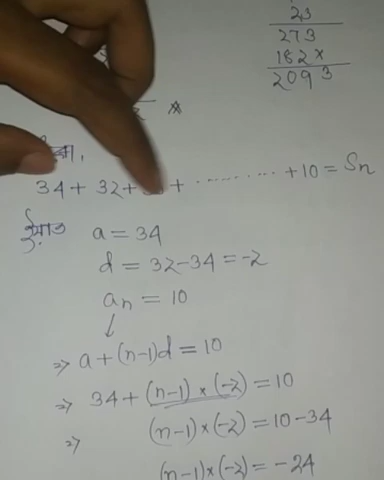 23
273
182×
2093
34 + 32 + + ......... + 10 = Sn
a = 34
d = 32-34 = -2
an = 10
↓
⇒ a + (n-1)d = 10
⇒ 34 + (n-1) × (-2) = 10
⇒ (n-1) × (-2) = 10-34
(n-1) × (-2) = -24